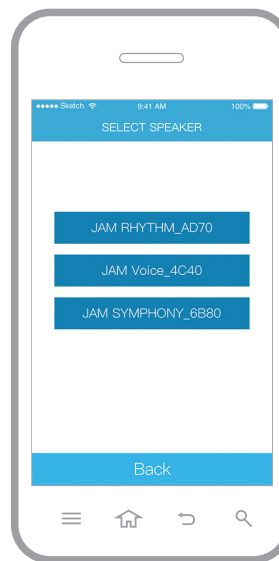 Sketch 9:41 AM 100%
SELECT SPEAKER
JAM RHYTHM_AD70
JAM Voice_4C40
JAM SYMPHONY_6B80
Back